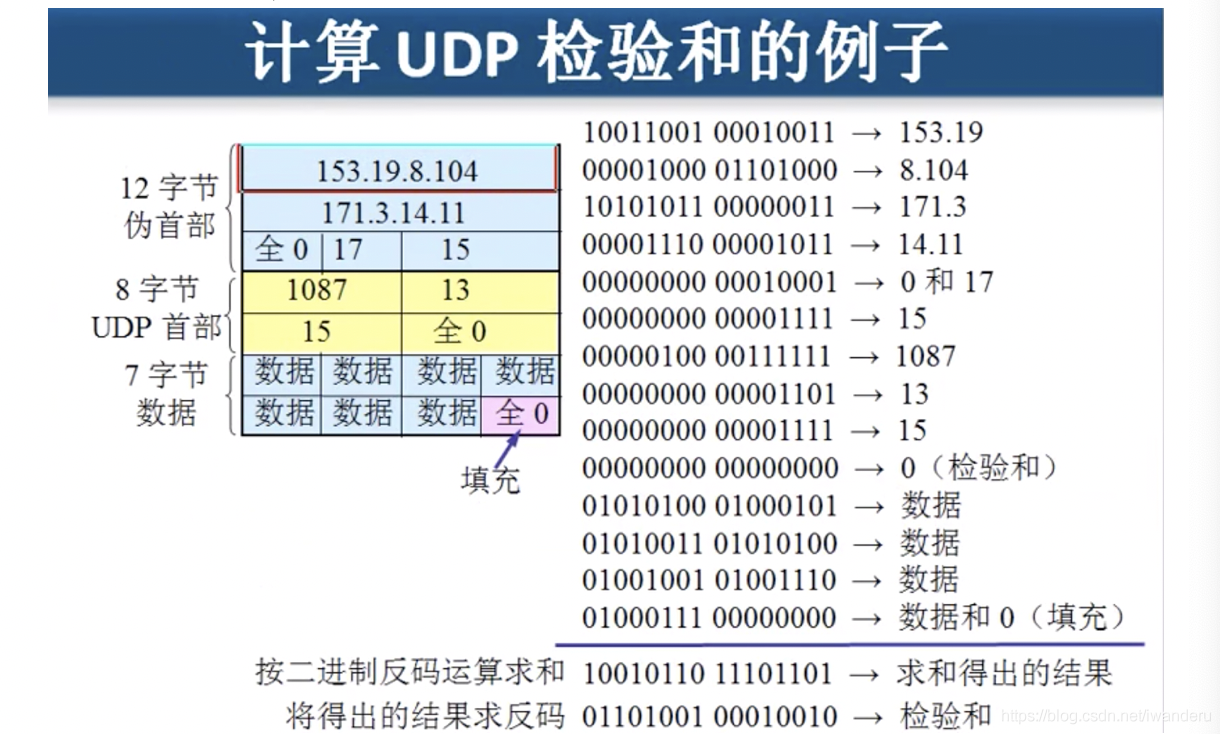 计算 UDP 检验和的例子
12 字节
伪首部
153.19.8.104
171.3.14.11
全 0 17 15
8 字节
UDP 首部
1087 13
15 全 0
7 字节
数据
数据 数据 数据 数据
数据 数据 数据 全 0
填充
10011001 00010011 → 153.19
00001000 01101000 → 8.104
10101011 00000011 → 171.3
00001110 00001011 → 14.11
00000000 00010001 → 0 和 17
00000000 00001111 → 15
00000100 00111111 → 1087
00000000 00001101 → 13
00000000 00001111 → 15
00000000 00000000 → 0（检验和）
01010100 01000101 → 数据
01010011 01010100 → 数据
01001001 01001110 → 数据
01000111 00000000 → 数据和 0（填充）
按二进制反码运算求和 10010110 11101101 → 求和得出的结果
将得出的结果求反码 01101001 00010010 → 检验和
https://blog.csdn.net/iwanderu